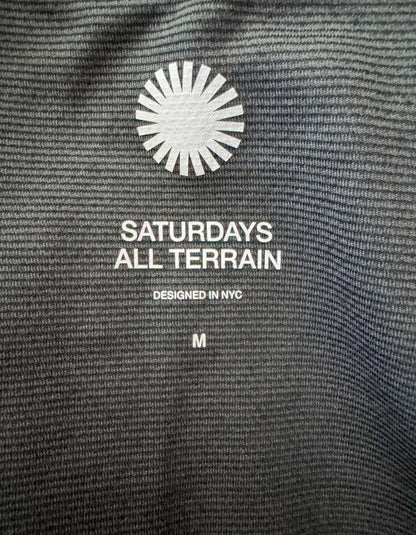 SATURDAYS
ALL TERRAIN
DESIGNED IN NYC
M